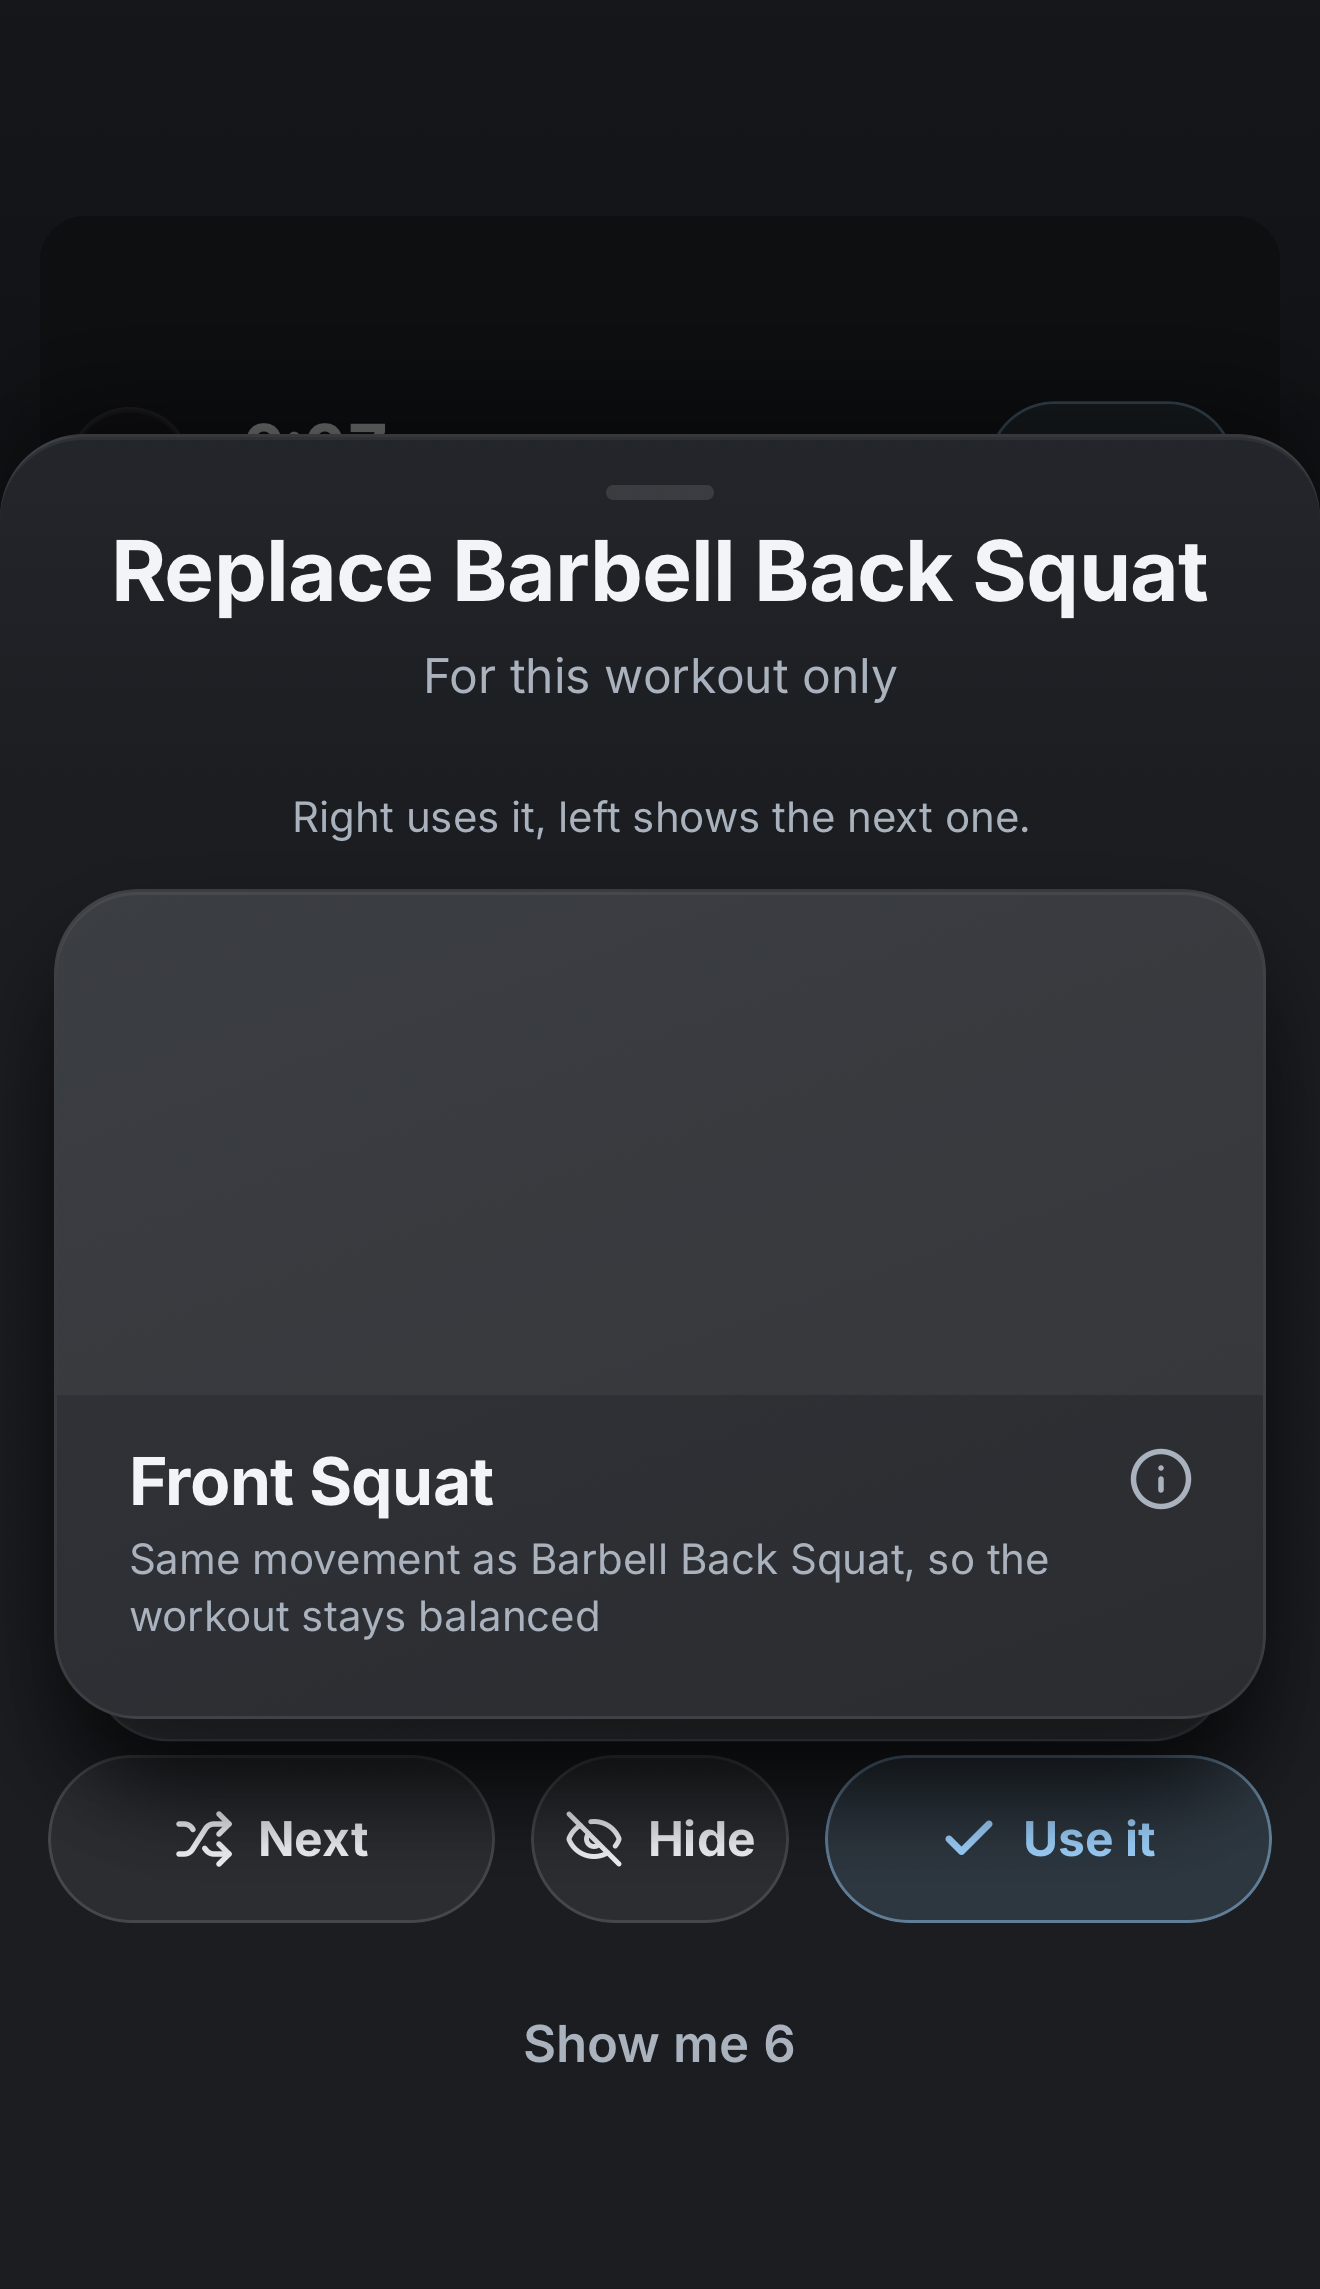 Replace Barbell Back Squat
For this workout only
Right uses it, left shows the next one.
Front Squat
Same movement as Barbell Back Squat, so the
workout stays balanced
Next
Hide
Use it
Show me 6